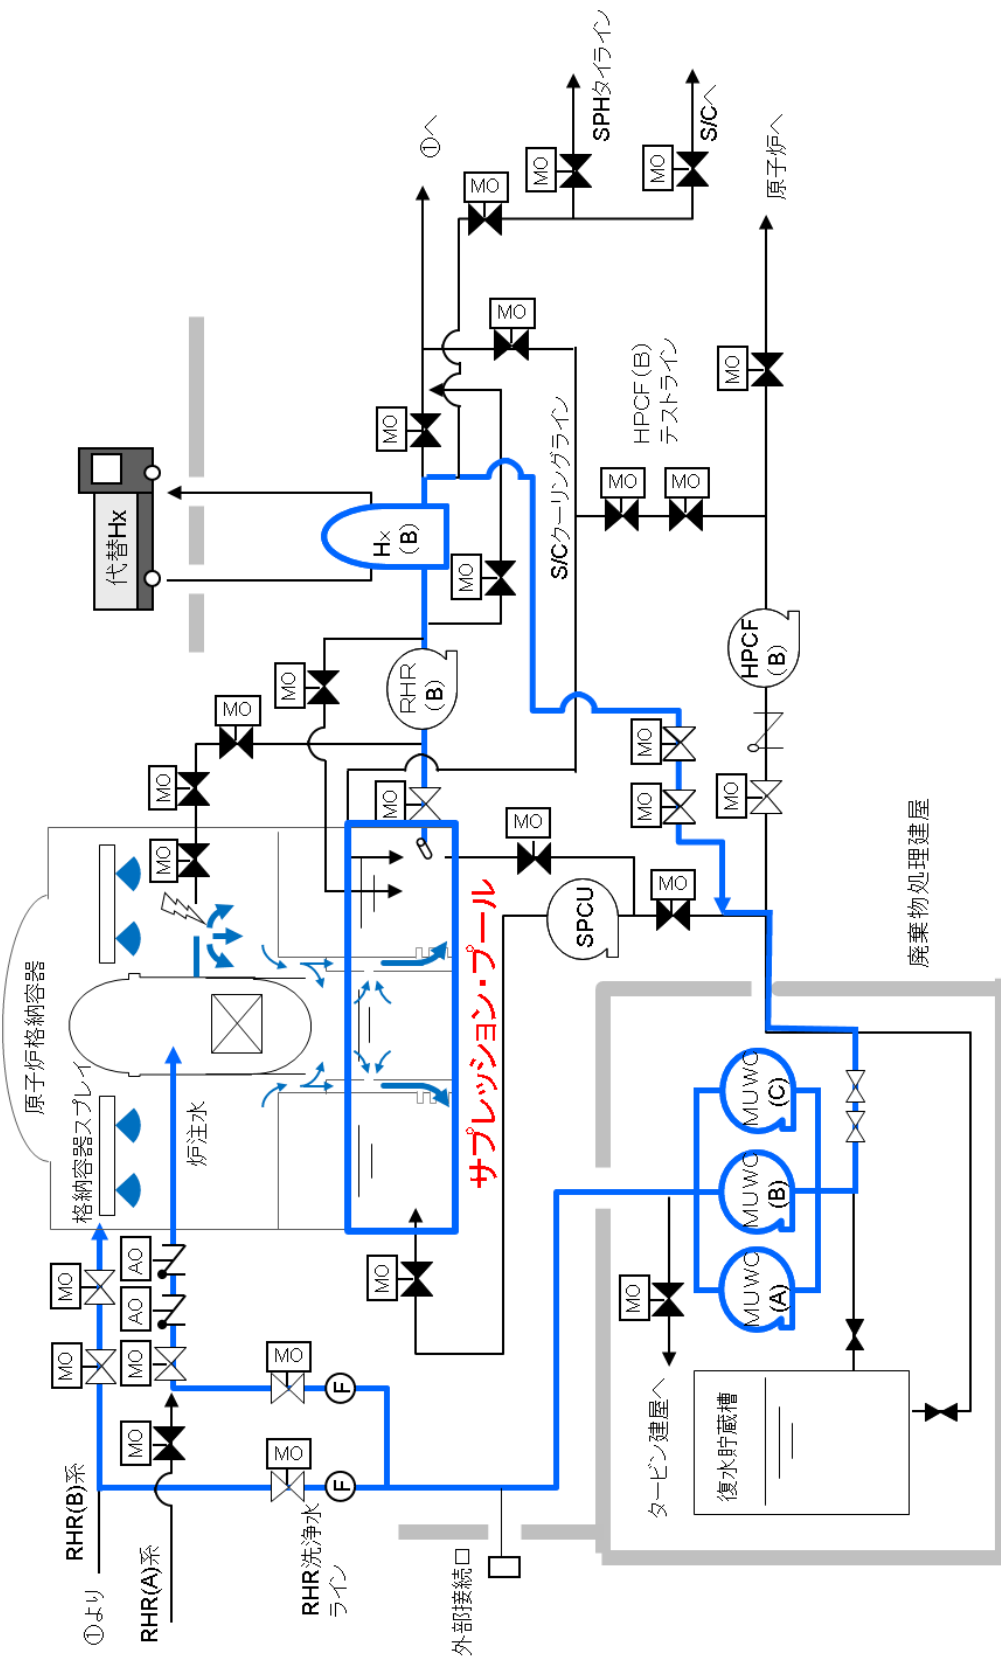 原子炉格納容器
格納容器スプレイ
炉注水
MO
MO
AO
AO
MO
MO
RHR(B)系
①より
RHR(A)系
MO
F
MO
F
RHR洗浄水
ライン
外部接続口
代替Hx
MO
MO
MO
MO
MO
RHR
(B)
Hx
(B)
MO
MO
MO
①へ
MO
MO
SPHタイライン
MO
S/Cへ
MO
サプレッション・プール
MO
MO
SPCU
MO
S/Cクーリングライン
MO
MO
HPCF(B)
テストライン
MO
MO
MO
HPCF
(B)
MO
原子炉へ
MO
タービン建屋へ
復水貯蔵槽
MUWC
(A)
MUWC
(B)
MUWC
(C)
廃棄物処理建屋